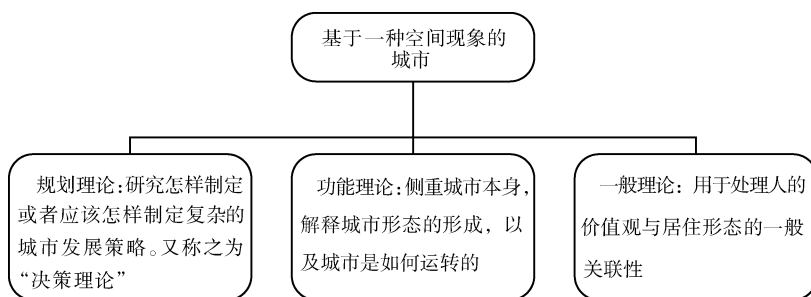 基于一种空间现象的
城市
规划理论:研究怎样制定
或者应该怎样制定复杂的
城市发展策略。又称之为
“决策理论”
功能理论:侧重城市本身,
解释城市形态的形成，以
及城市是如何运转的
一般理论：用于处理人的
价值观与居住形态的一般
关联性